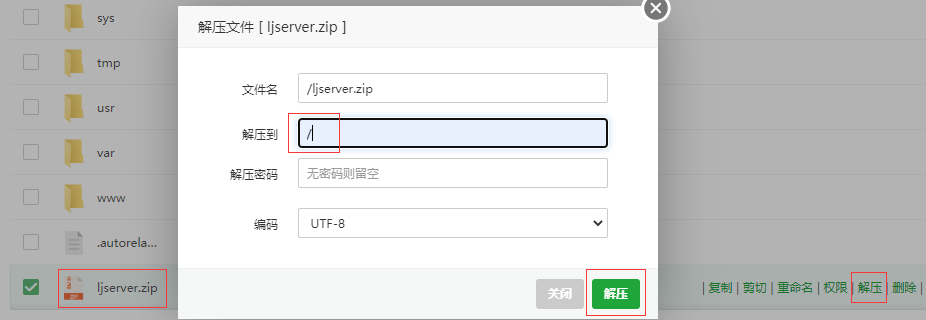 sys
tmp
usr
var
www
.autorela...
ljserver.zip
| 复制 | 剪切 | 重命名 | 权限 | 解压 | 删除 |
解压文件 [ ljserver.zip ]
文件名
/ljserver.zip
解压到
/
解压密码
无密码则留空
编码
UTF-8
关闭
解压